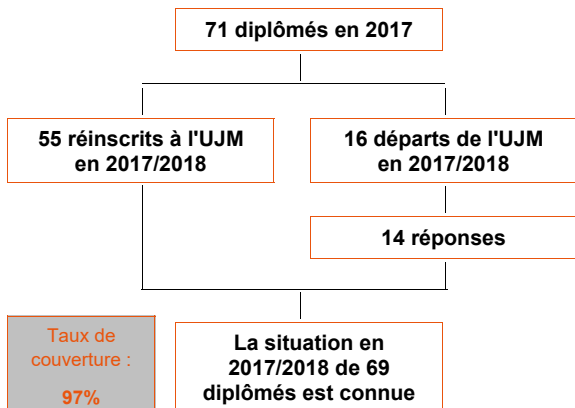 71 diplômés en 2017
55 réinscrits à l'UJM
en 2017/2018
16 départs de l'UJM
en 2017/2018
14 réponses
Taux de
couverture :
97%
La situation en
2017/2018 de 69
diplômés est connue